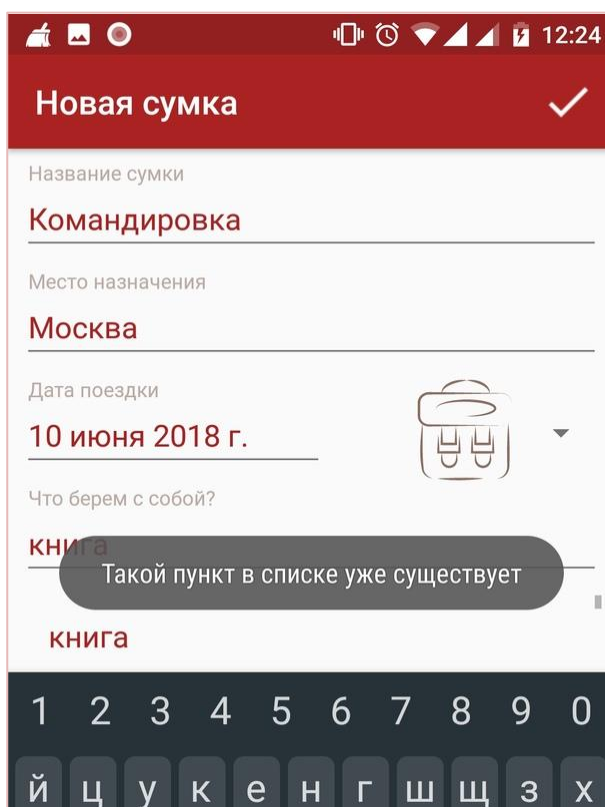 12:24
Новая сумка
Название сумки
Командировка
Место назначения
Москва
Дата поездки
10 июня 2018 г.
Что берем с собой?
книга
Такой пункт в списке уже существует
книга
1 2 3 4 5 6 7 8 9 0
й ц у к е н г ш щ з х